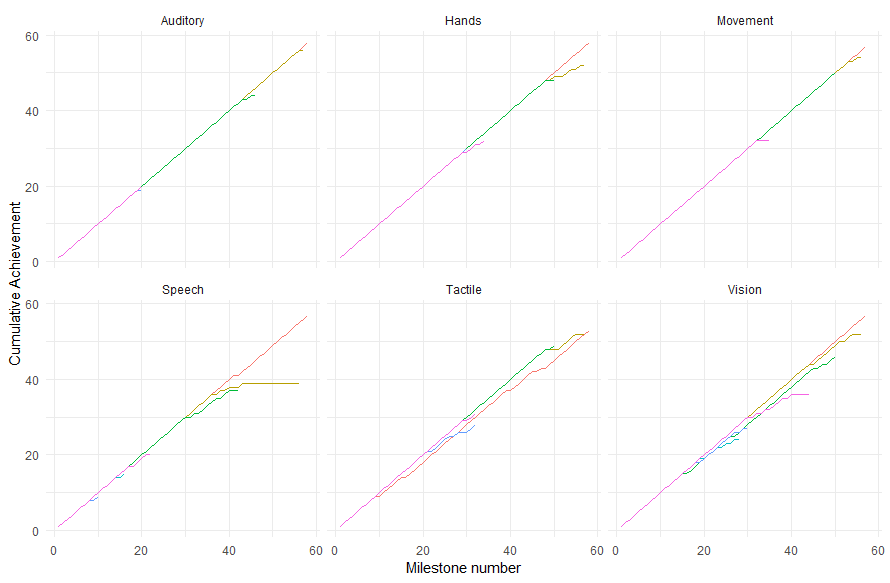 Auditory Hands Movement
60
40
20
0
Speech Tactile Vision
60
40
20
0
0 20 40 60 0 20 40 60 0 20 40 60
Milestone number
Cumulative Achievement